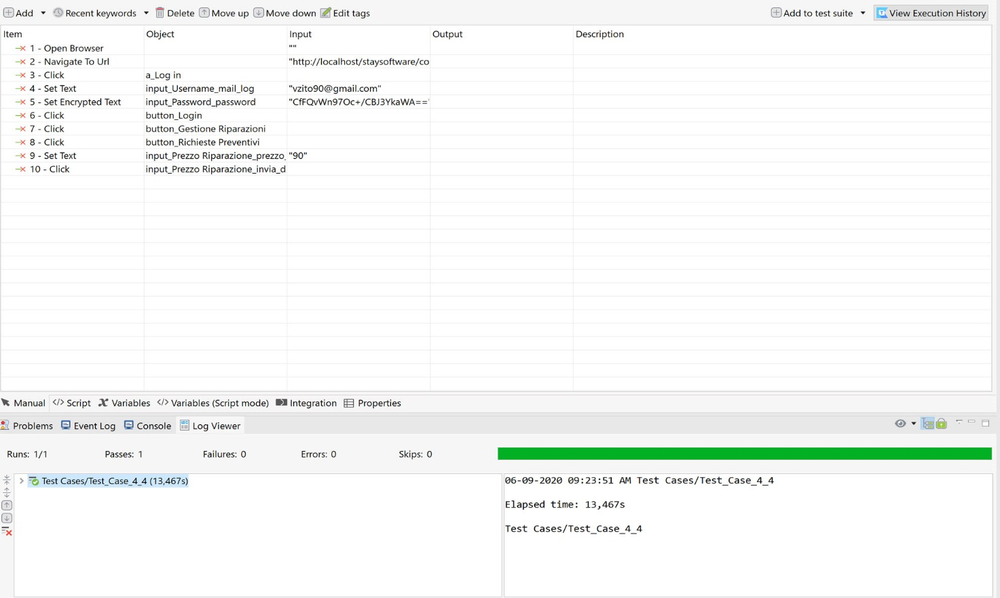 Add Recent keywords Delete Move up Move down Edit tags Add to test suite View Execution History
Item Object Input Output Description
1 - Open Browser ""
2 - Navigate To Url "http://localhost/staysoftware/co
3 - Click a_Log in
4 - Set Text input_Username_mail_log "vzito90@gmail.com"
5 - Set Encrypted Text input_Password_password "CfFQvWn97Oc+/CBJ3YkaWA=="
6 - Click button_Login
7 - Click button_Gestione Riparazioni
8 - Click button_Richieste Preventivi
9 - Set Text input_Prezzo Riparazione_prezzo_ "90"
10 - Click input_Prezzo Riparazione_invia_d
Manual </> Script Variables </> Variables (Script mode) Integration Properties
Problems Event Log Console Log Viewer
Runs: 1/1 Passes: 1 Failures: 0 Errors: 0 Skips: 0
Test Cases/Test_Case_4_4 (13,467s)
06-09-2020 09:23:51 AM Test Cases/Test_Case_4_4
Elapsed time: 13,467s
Test Cases/Test_Case_4_4